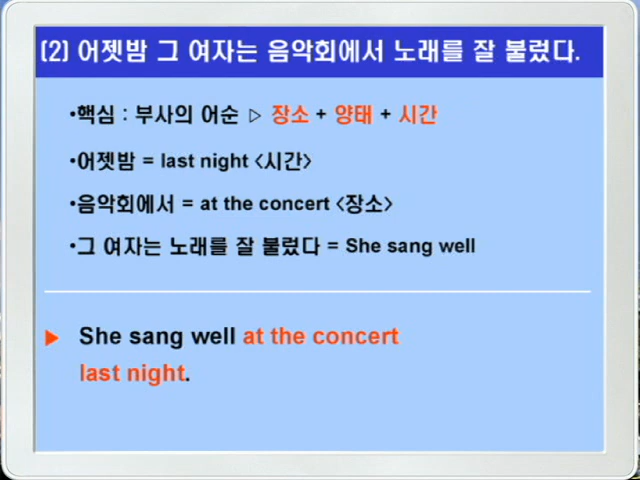 (2) 어젯밤 그 여자는 음악회에서 노래를 잘 불렀다.
•핵심 : 부사의 어순 ▷ 장소 + 양태 + 시간
•어젯밤 = last night <시간>
•음악회에서 = at the concert <장소>
•그 여자는 노래를 잘 불렀다 = She sang well
▶ She sang well at the concert
last night.